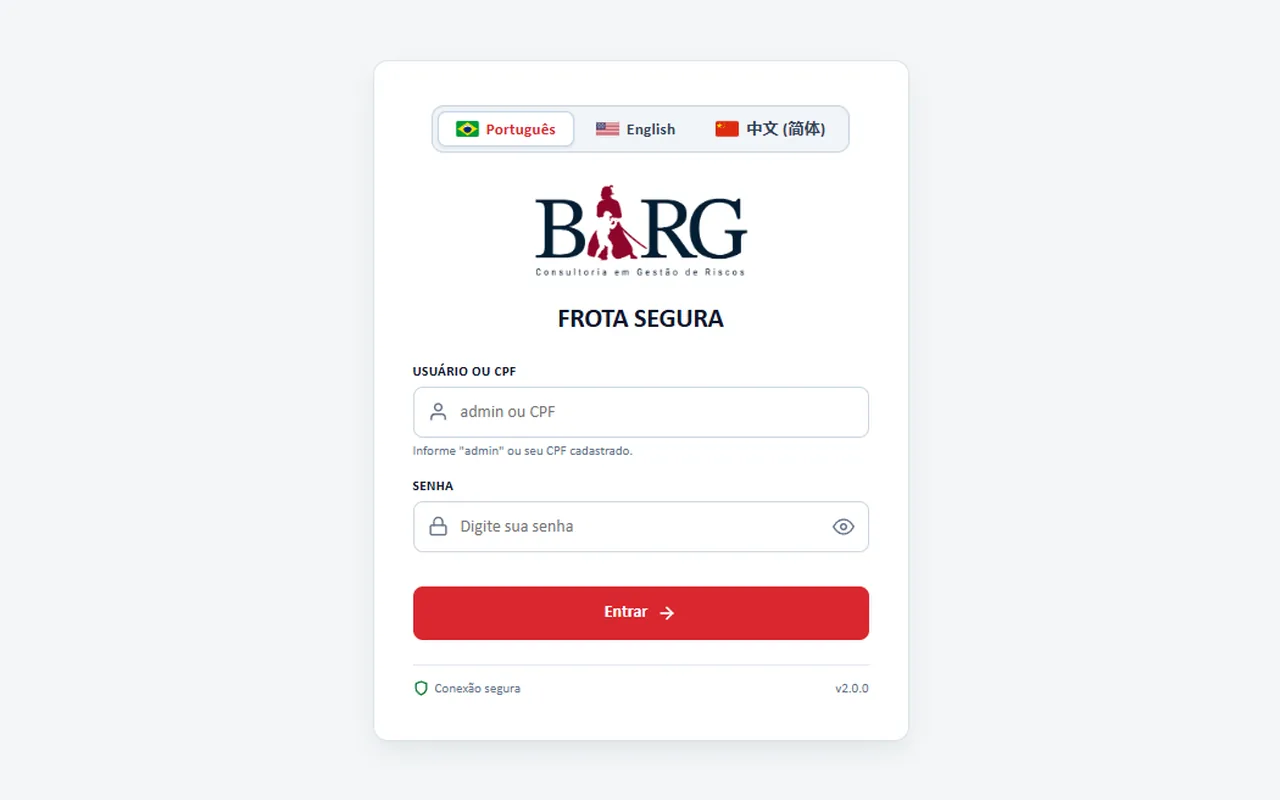 Português English 中文 (简体)
BARG
Consultoria em Gestão de Riscos
FROTA SEGURA
USUÁRIO OU CPF
admin ou CPF
Informe "admin" ou seu CPF cadastrado.
SENHA
Digite sua senha
Entrar →
Conexão segura v2.0.0